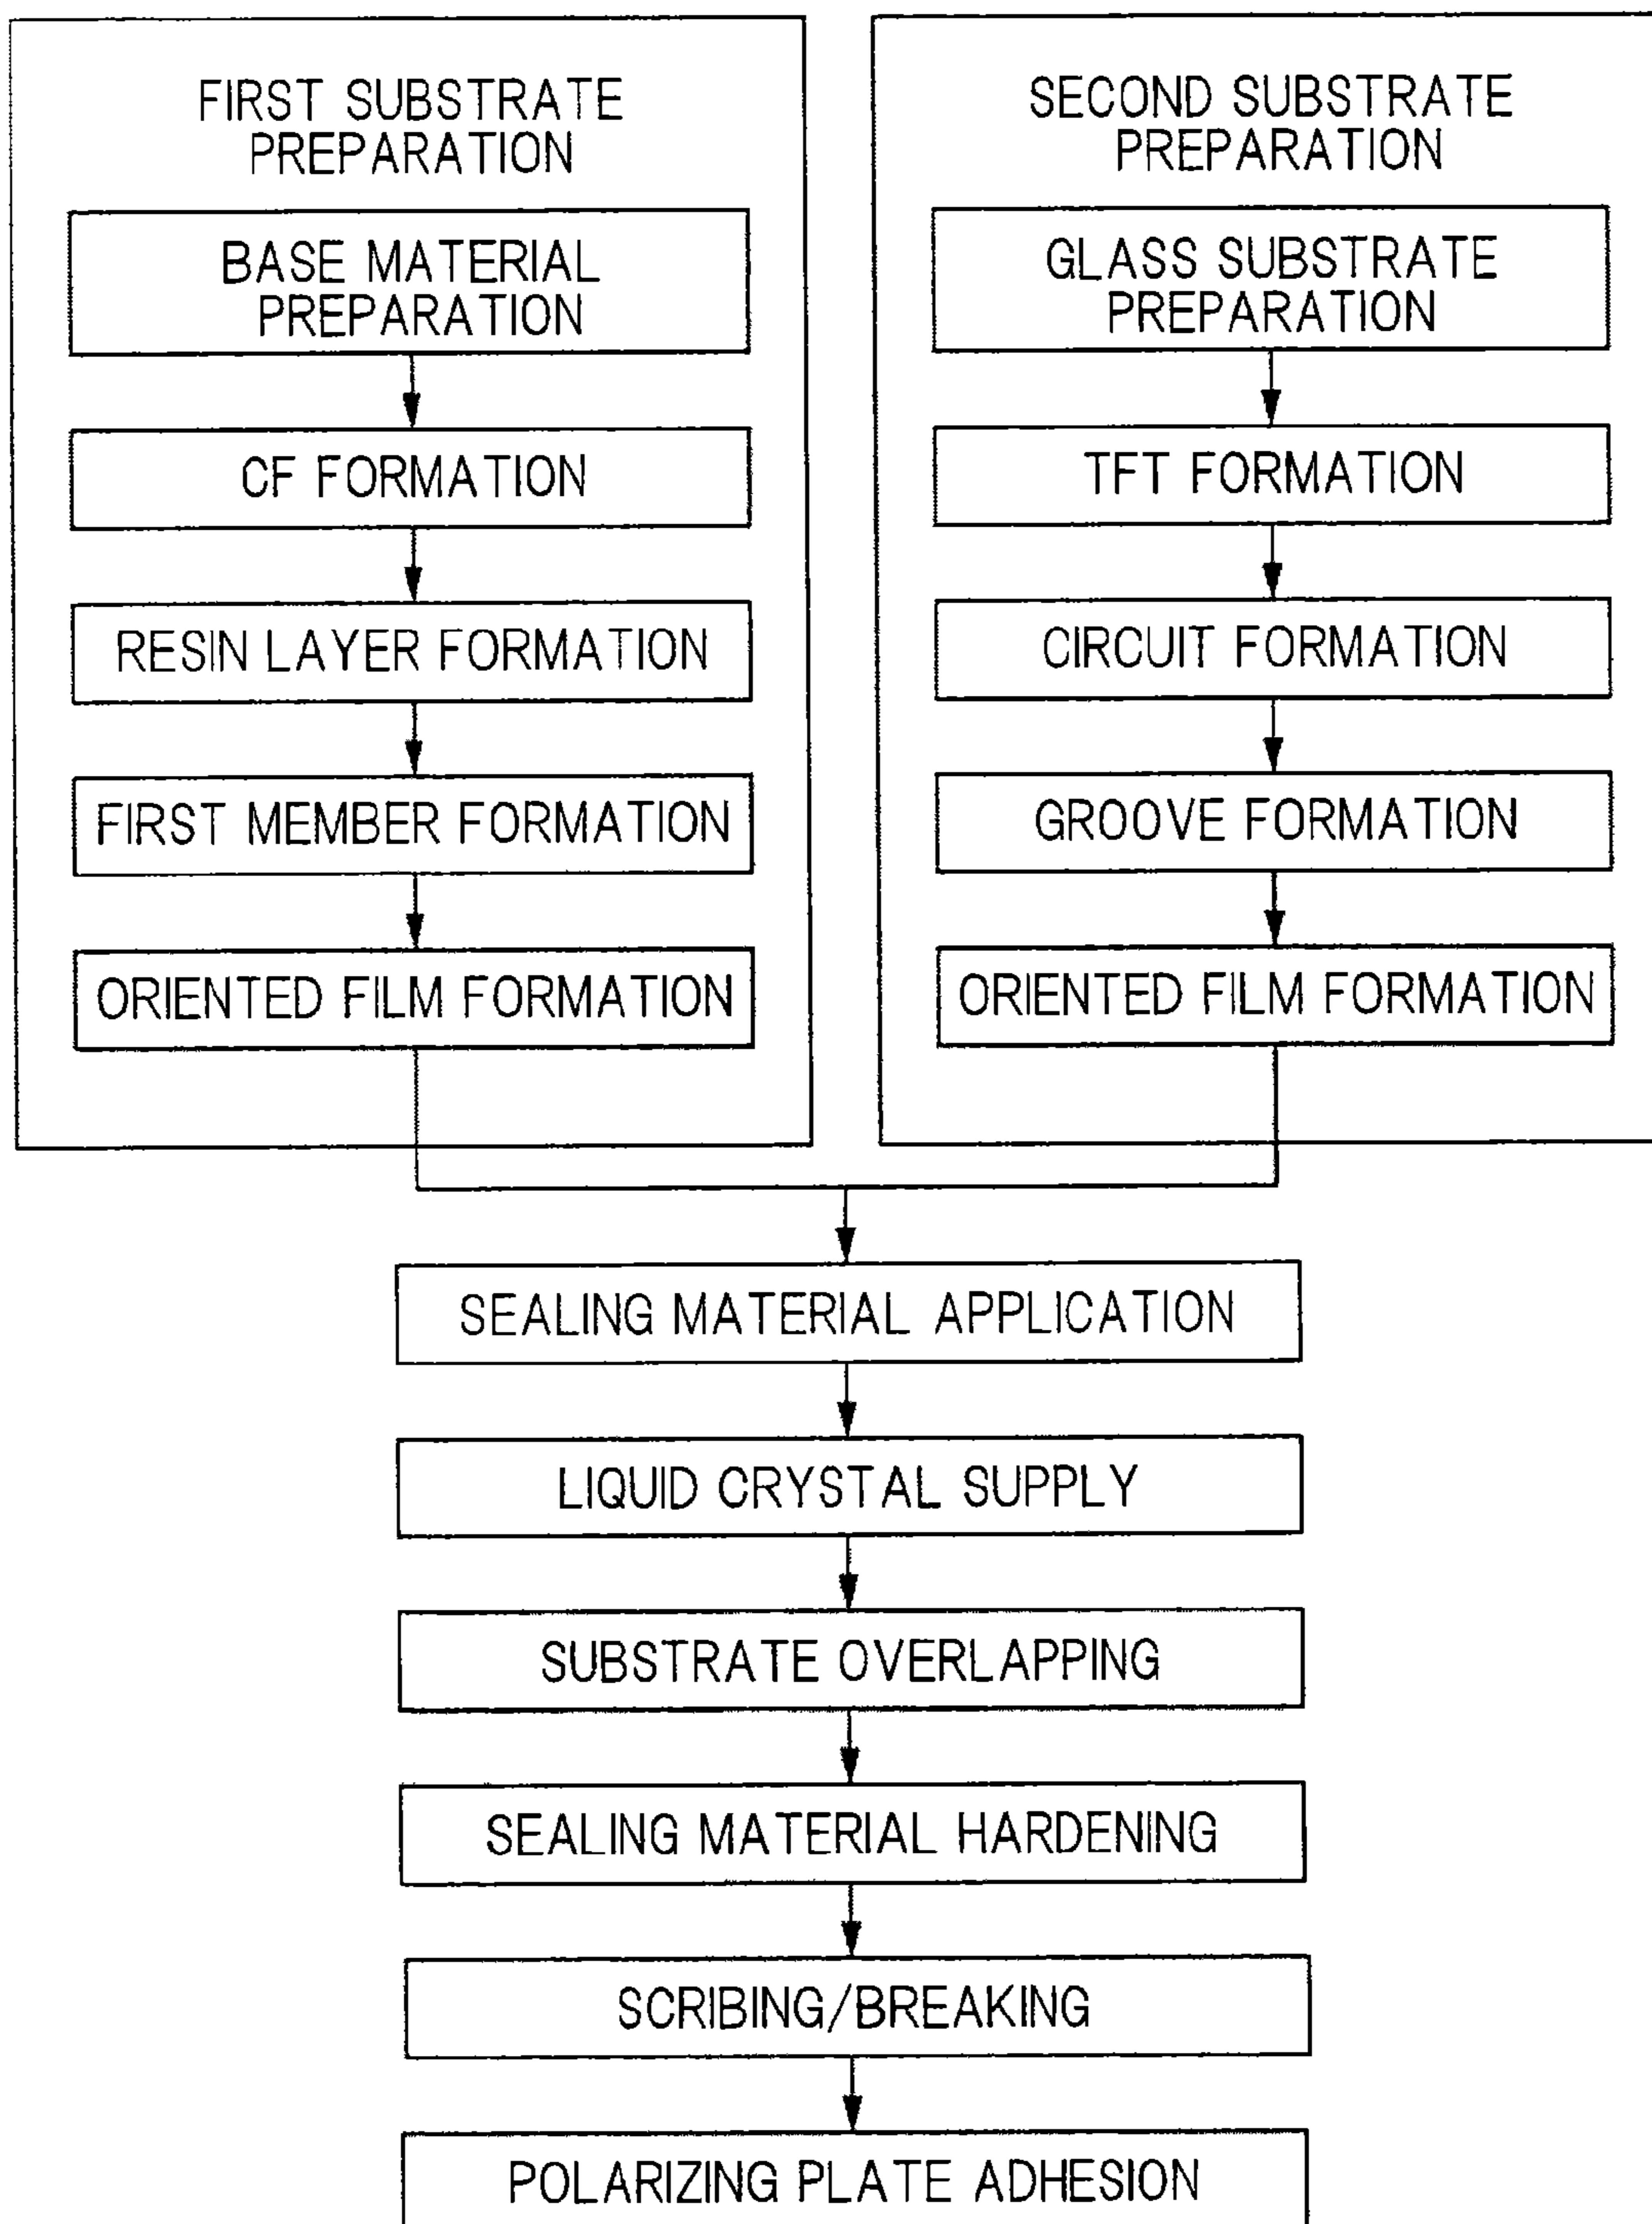 FIRST SUBSTRATE
PREPARATION
BASE MATERIAL
PREPARATION
CF FORMATION
RESIN LAYER FORMATION
FIRST MEMBER FORMATION
ORIENTED FILM FORMATION
SECOND SUBSTRATE
PREPARATION
GLASS SUBSTRATE
PREPARATION
TFT FORMATION
CIRCUIT FORMATION
GROOVE FORMATION
ORIENTED FILM FORMATION
SEALING MATERIAL APPLICATION
LIQUID CRYSTAL SUPPLY
SUBSTRATE OVERLAPPING
SEALING MATERIAL HARDENING
SCRIBING/BREAKING
POLARIZING PLATE ADHESION